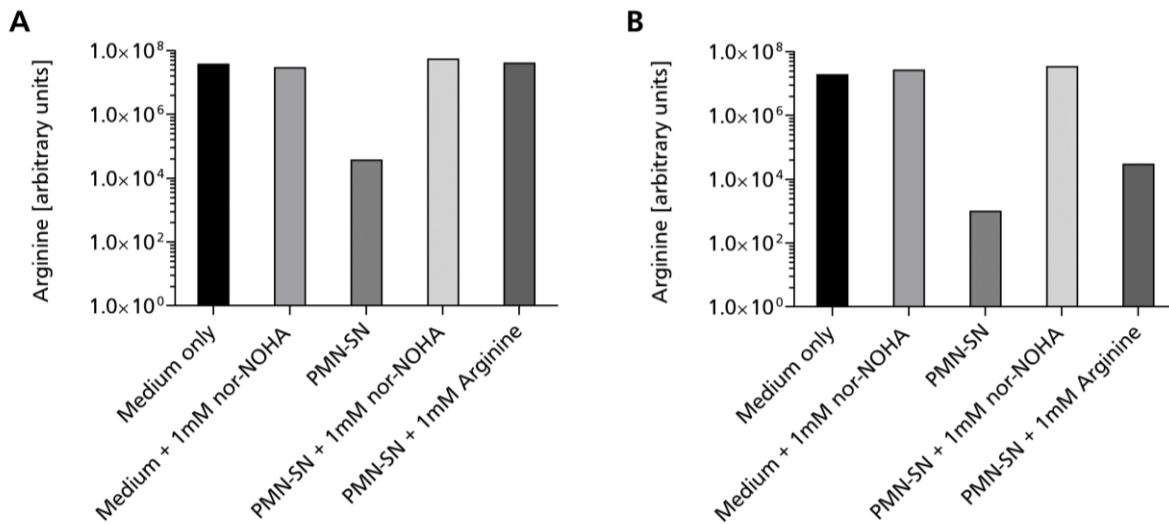 A
Arginine [arbitrary units]
1.0×10⁸
1.0×10⁶
1.0×10⁴
1.0×10²
1.0×10⁰
Medium only
Medium + 1mM nor-NOHA
PMN-SN
PMN-SN + 1mM nor-NOHA
PMN-SN + 1mM Arginine
B
Arginine [arbitrary units]
1.0×10⁸
1.0×10⁶
1.0×10⁴
1.0×10²
1.0×10⁰
Medium only
Medium + 1mM nor-NOHA
PMN-SN
PMN-SN + 1mM nor-NOHA
PMN-SN + 1mM Arginine